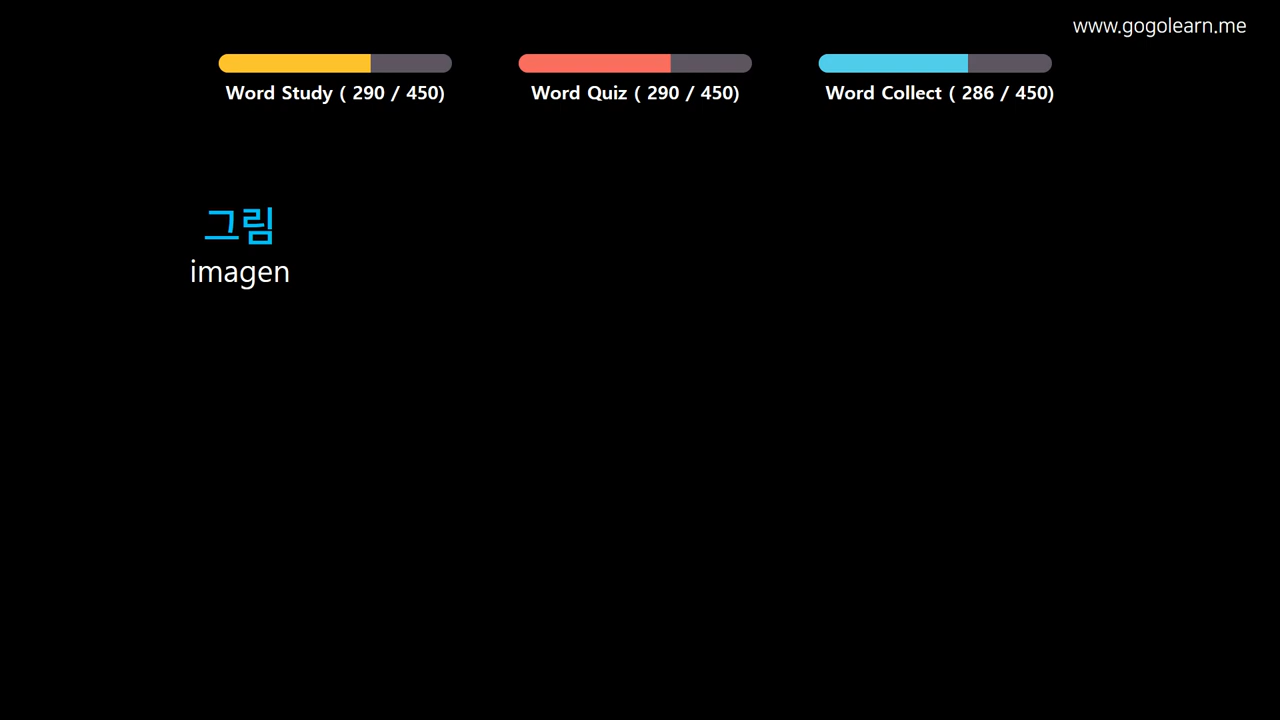 www.gogolearn.me
Word Study ( 290 / 450)
Word Quiz ( 290 / 450)
Word Collect ( 286 / 450)
그림
imagen